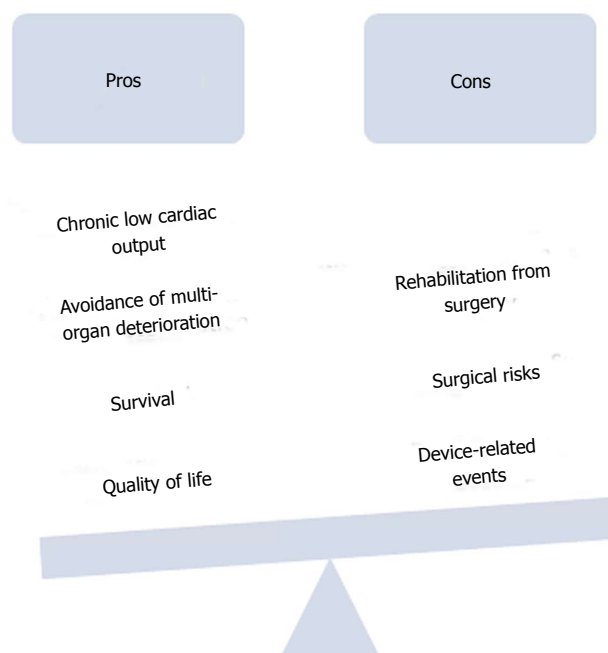 Pros
Cons
Chronic low cardiac
output
Avoidance of multi-
organ deterioration
Survival
Quality of life
Rehabilitation from
surgery
Surgical risks
Device-related
events